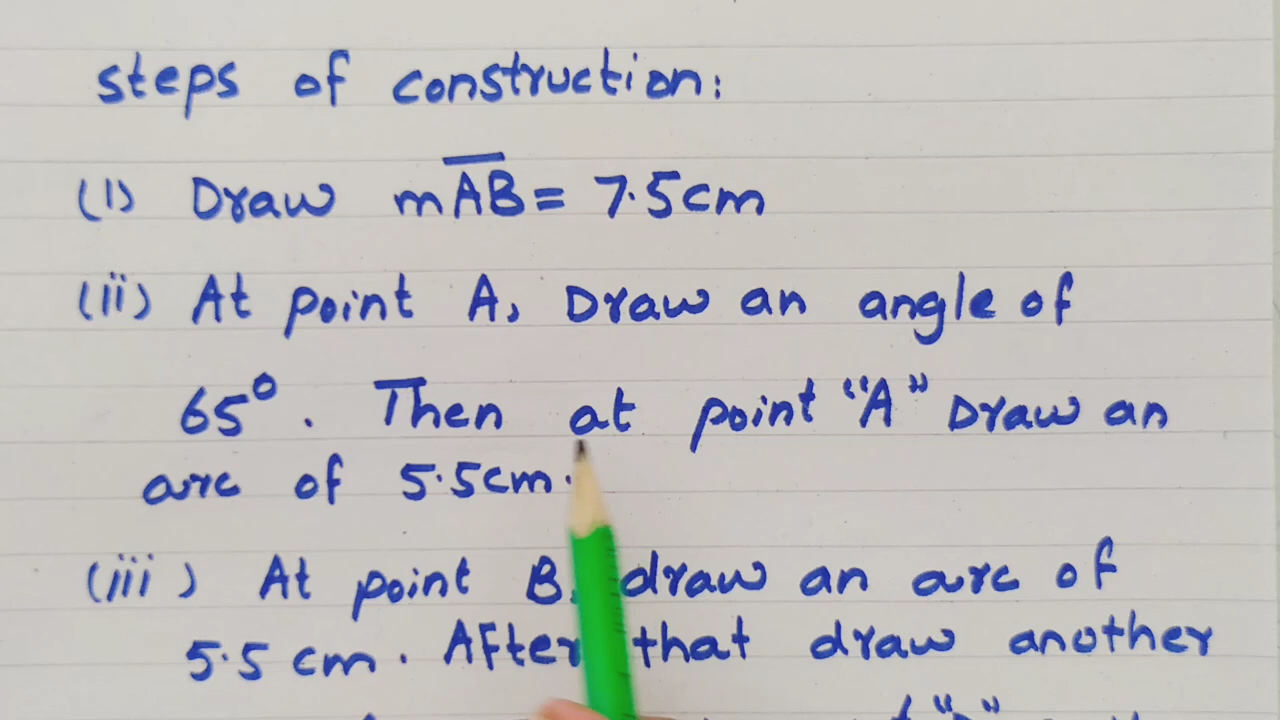 steps of construction:
(i) Draw mAB = 7.5cm
(ii) At point A, Draw an angle of
65°. Then at point "A" Draw an
arc of 5.5cm.
(iii) At point B, draw an arc of
5.5 cm. After that draw another